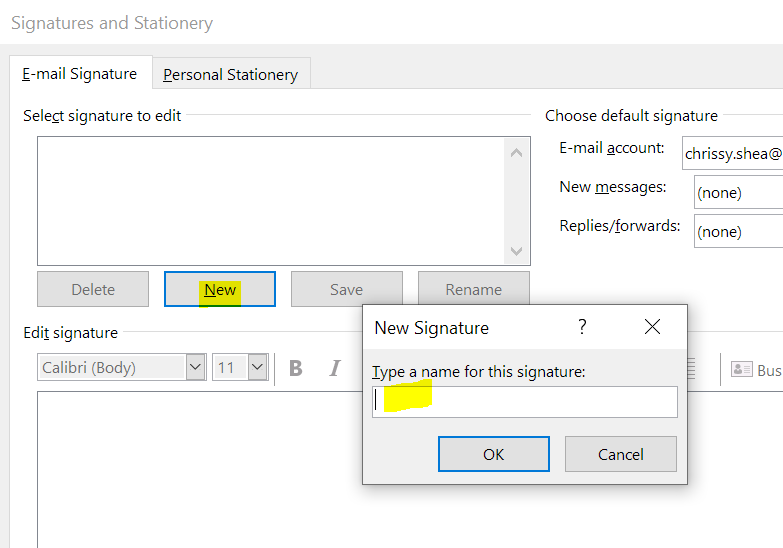 Signatures and Stationery
E-mail Signature
Personal Stationery
Select signature to edit
Choose default signature
E-mail account:
chrissy.shea@
New messages:
(none)
Replies/forwards:
(none)
Delete
New
Save
Rename
Edit signature
Calibri (Body)
11
B
I
Bus
New Signature
?
Type a name for this signature:
OK
Cancel